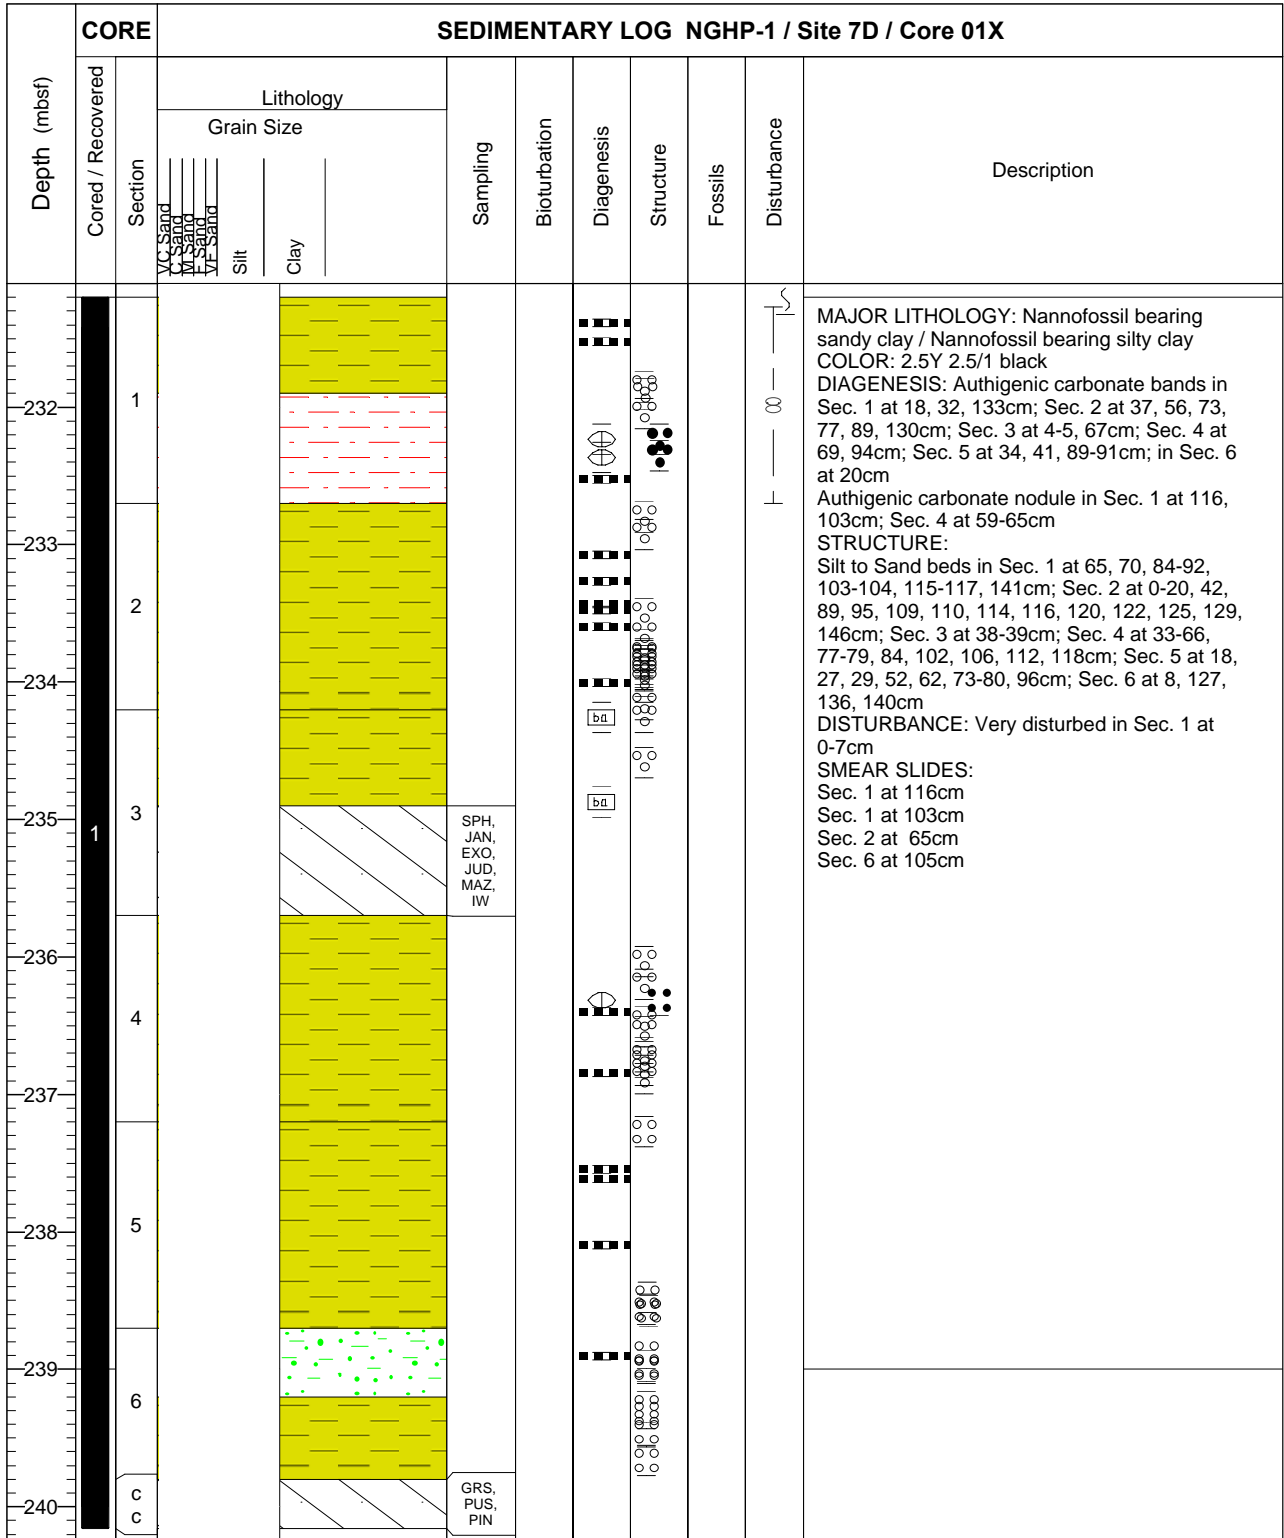 CORE
SEDIMENTARY LOG NGHP-1 / Site 7D / Core 01X
Depth (mbsf)
Cored / Recovered
Section
Lithology
Grain Size
VC Sand
C Sand
M Sand
F Sand
VF Sand
Silt
Clay
Sampling
Bioturbation
Diagenesis
Structure
Fossils
Disturbance
Description
232
233
234
235
236
237
238
239
240
1
1
2
3
4
5
6
C
C
SPH,
JAN,
EXO,
JUD,
MAZ,
IW
GRS,
PUS,
PIN
ba
ba
MAJOR LITHOLOGY: Nannofossil bearing
sandy clay / Nannofossil bearing silty clay
COLOR: 2.5Y 2.5/1 black
DIAGENESIS: Authigenic carbonate bands in
Sec. 1 at 18, 32, 133cm; Sec. 2 at 37, 56, 73,
77, 89, 130cm; Sec. 3 at 4-5, 67cm; Sec. 4 at
69, 94cm; Sec. 5 at 34, 41, 89-91cm; in Sec. 6
at 20cm
Authigenic carbonate nodule in Sec. 1 at 116,
103cm; Sec. 4 at 59-65cm
STRUCTURE:
Silt to Sand beds in Sec. 1 at 65, 70, 84-92,
103-104, 115-117, 141cm; Sec. 2 at 0-20, 42,
89, 95, 109, 110, 114, 116, 120, 122, 125, 129,
146cm; Sec. 3 at 38-39cm; Sec. 4 at 33-66,
77-79, 84, 102, 106, 112, 118cm; Sec. 5 at 18,
27, 29, 52, 62, 73-80, 96cm; Sec. 6 at 8, 127,
136, 140cm
DISTURBANCE: Very disturbed in Sec. 1 at
0-7cm
SMEAR SLIDES:
Sec. 1 at 116cm
Sec. 1 at 103cm
Sec. 2 at 65cm
Sec. 6 at 105cm